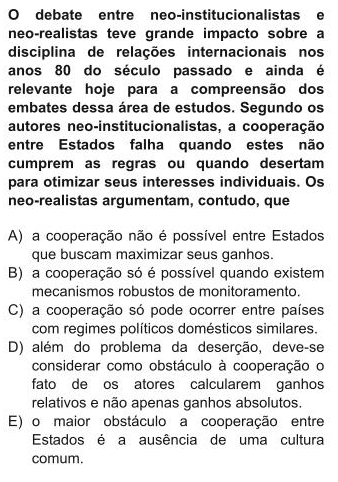 O debate entre neo-institucionalistas e
neo-realistas teve grande impacto sobre a
disciplina de relações internacionais nos
anos 80 do século passado e ainda é
relevante hoje para a compreensão dos
embates dessa área de estudos. Segundo os
autores neo-institucionalistas, a cooperação
entre Estados falha quando estes não
cumprem as regras ou quando desertam
para otimizar seus interesses individuais. Os
neo-realistas argumentam, contudo, que
A) a cooperação não é possível entre Estados
que buscam maximizar seus ganhos.
B) a cooperação só é possível quando existem
mecanismos robustos de monitoramento.
C) a cooperação só pode ocorrer entre países
com regimes políticos domésticos similares.
D) além do problema da deserção, deve-se
considerar como obstáculo à cooperação o
fato de os atores calcularem ganhos
relativos e não apenas ganhos absolutos.
E) o maior obstáculo a cooperação entre
Estados é a ausência de uma cultura
comum.